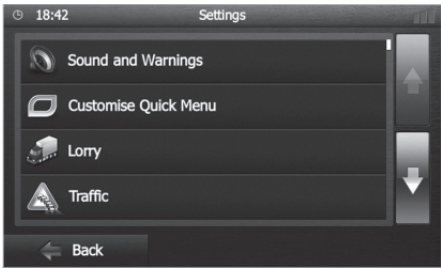 18:42 Settings
Sound and Warnings
Customise Quick Menu
Lorry
Traffic
Back